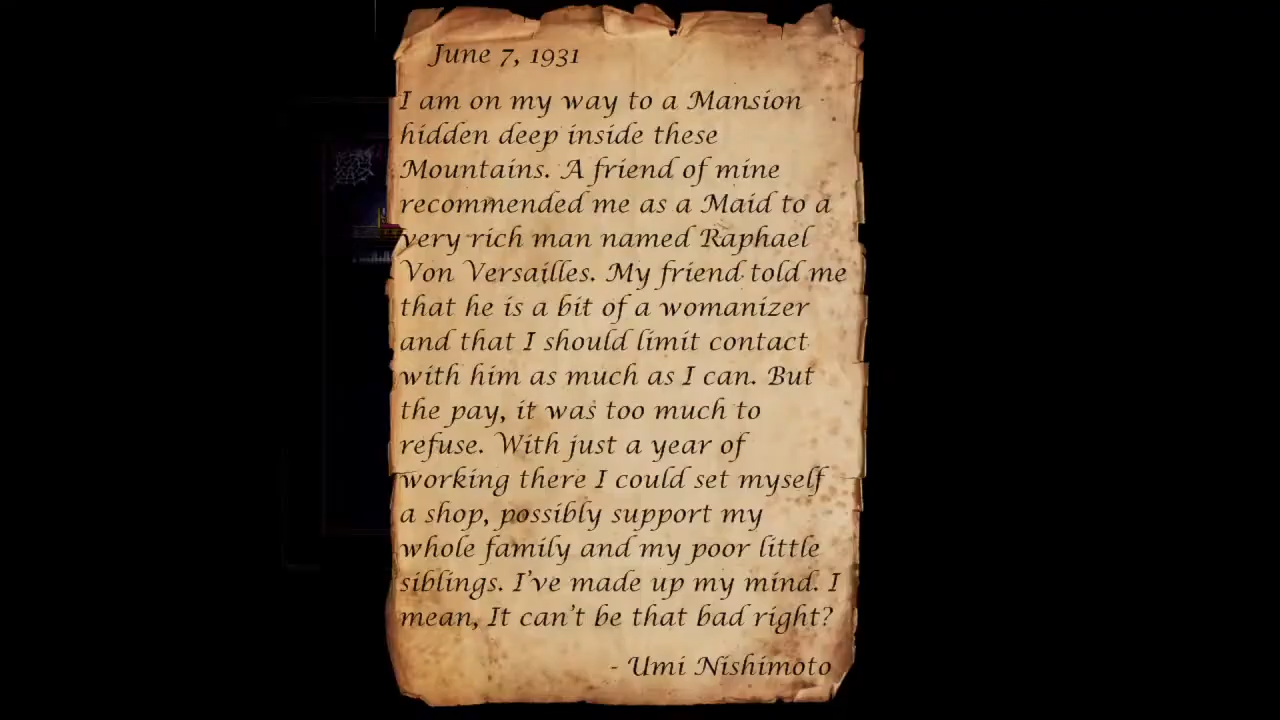 June 7, 1931
I am on my way to a Mansion
hidden deep inside these
Mountains. A friend of mine
recommended me as a Maid to a
very rich man named Raphael
Von Versailles. My friend told me
that he is a bit of a womanizer
and that I should limit contact
with him as much as I can. But
the pay, it was too much to
refuse. With just a year of
working there I could set myself
a shop, possibly support my
whole family and my poor little
siblings. I've made up my mind. I
mean, It can't be that bad right?
- Umi Nishimoto